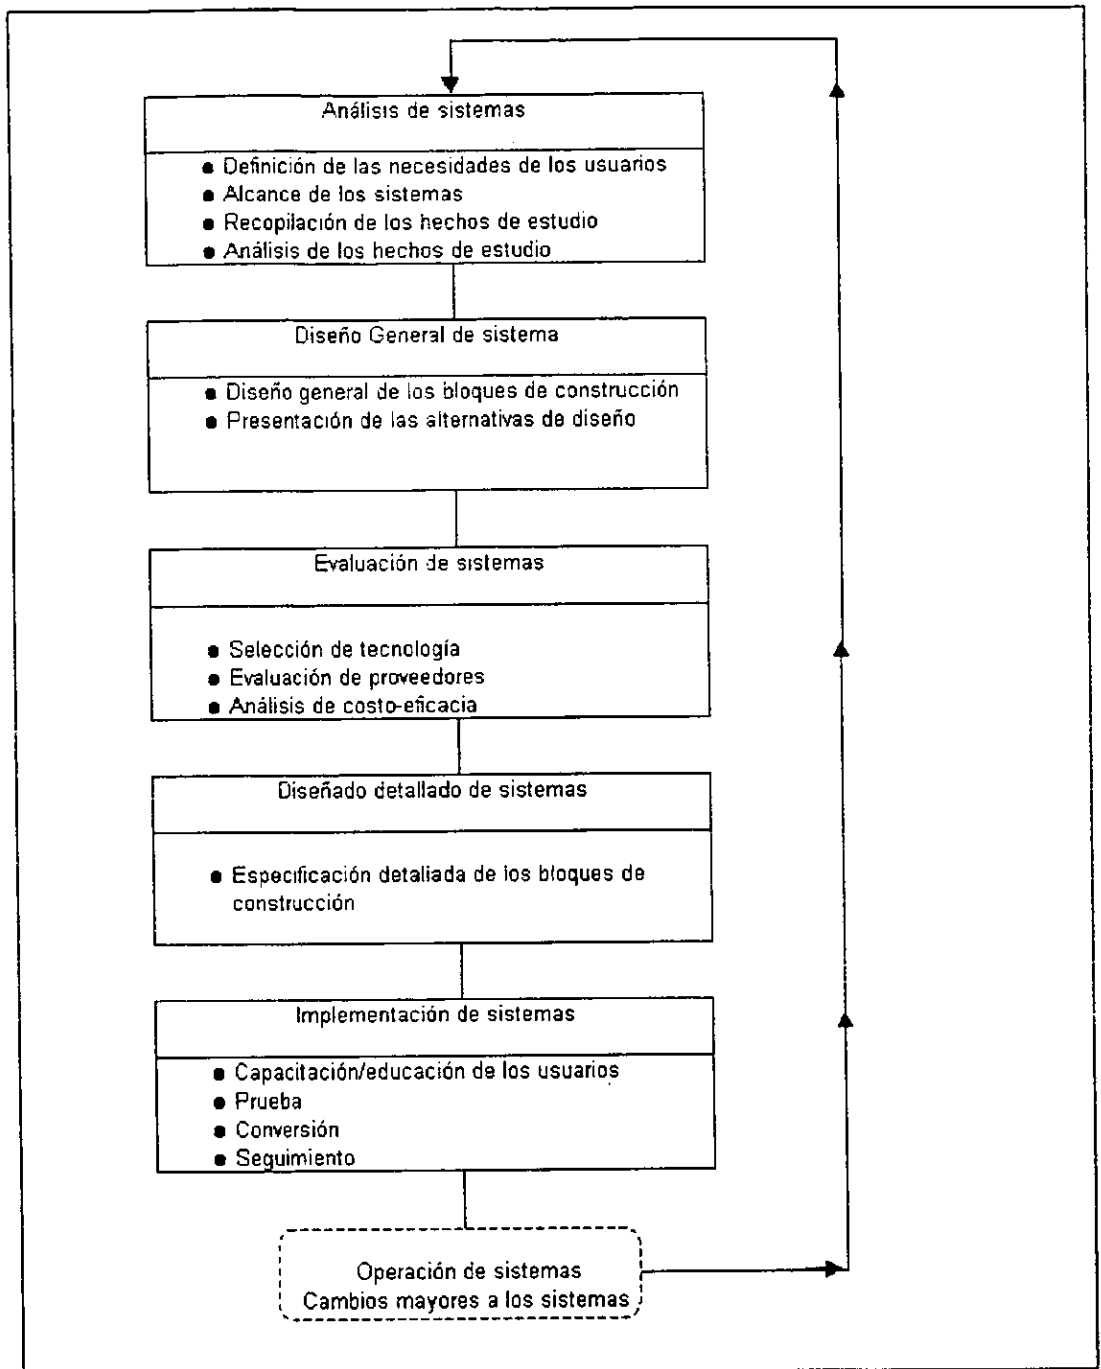 Análisis de sistemas
● Definición de las necesidades de los usuarios
● Alcance de los sistemas
● Recopilación de los hechos de estudio
● Análisis de los hechos de estudio
Diseño General de sistema
● Diseño general de los bloques de construcción
● Presentación de las alternativas de diseño
Evaluación de sistemas
● Selección de tecnología
● Evaluación de proveedores
● Análisis de costo-eficacia
Diseñado detallado de sistemas
● Especificación detallada de los bloques de
construcción
Implementación de sistemas
● Capacitación/educación de los usuarios
● Prueba
● Conversión
● Seguimiento
Operación de sistemas
Cambios mayores a los sistemas